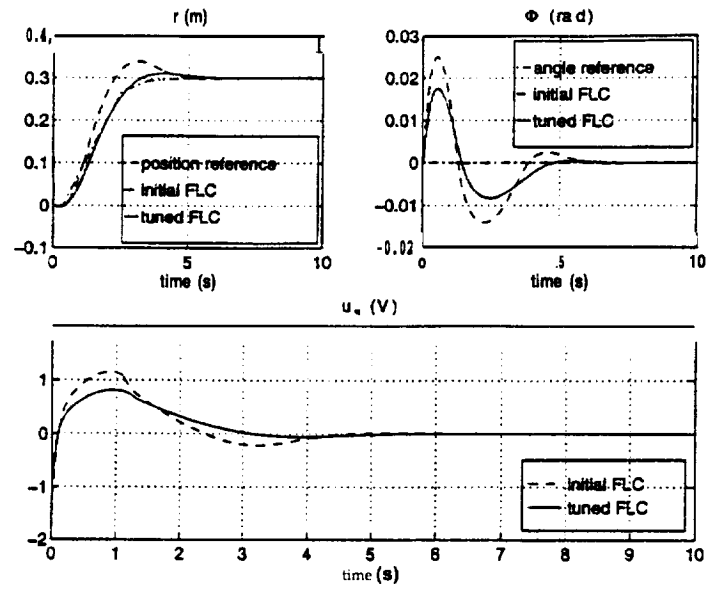 r (m)
0.4
0.3
0.2
0.1
0
-0.1
position reference
initial FLC
tuned FLC
0
5
10
time (s)
Φ (rad)
0.03
0.02
0.01
0
-0.01
-0.02
angle reference
initial FLC
tuned FLC
0
5
10
time (s)
(V)
1
0
-1
-2
initial FLC
tuned FLC
0 1 2 3 4 5 6 7 8 9 10
time (s)